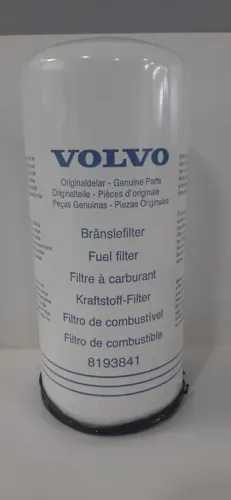 VOLVO
Originaldelar - Genuine Parts
Originalteile - Pièces d'origine
Peças Genuinas - Piezas Originales
Bränslefilter
Fuel filter
Filtre à carburant
Kraftstoff-Filter
Filtro de combustível
Filtro de combustible
8193841